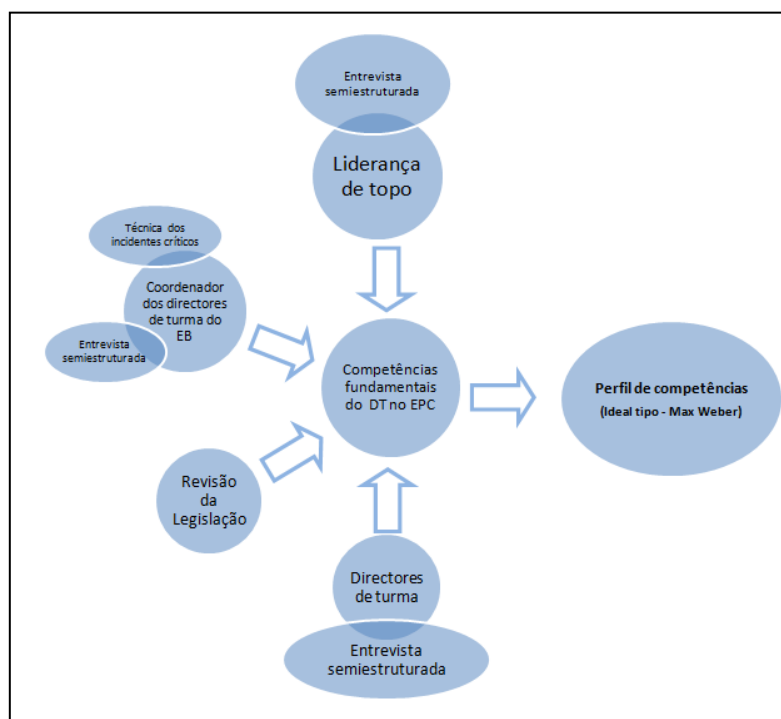 Entrevista
semiestruturada
Liderança
de topo
Técnica dos
incidentes críticos
Coordenador
dos directores
de turma do
EB
Entrevista
semiestruturada
Competências
fundamentais
do DT no EPC
Perfil de competências
(Ideal tipo - Max Weber)
Revisão
da
Legislação
Directores
de turma
Entrevista
semiestruturada